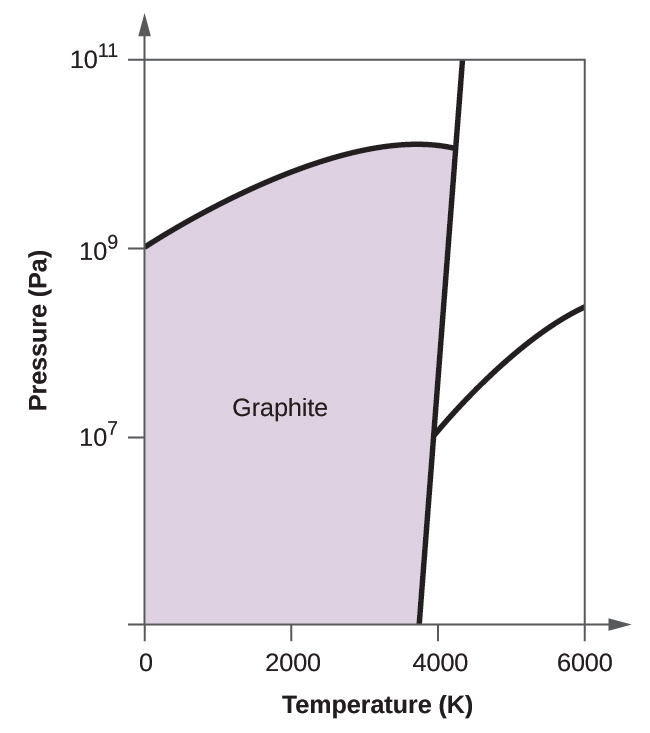 10¹¹
10⁹
10⁷
Pressure (Pa)
Graphite
0 2000 4000 6000
Temperature (K)